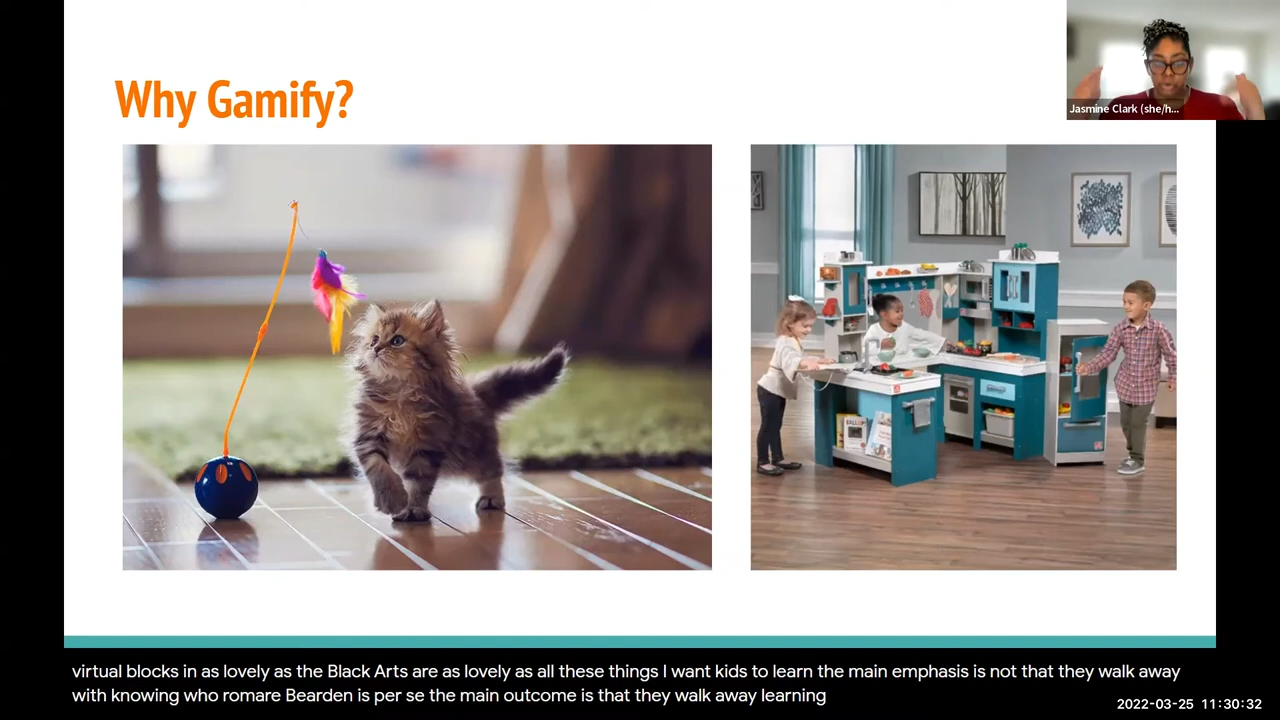 Why Gamify?
Jasmine Clark (she/h...
virtual blocks in as lovely as the Black Arts are as lovely as all these things I want kids to learn the main emphasis is not that they walk away
with knowing who romare Bearden is per se the main outcome is that they walk away learning
2022-03-25 11:30:32